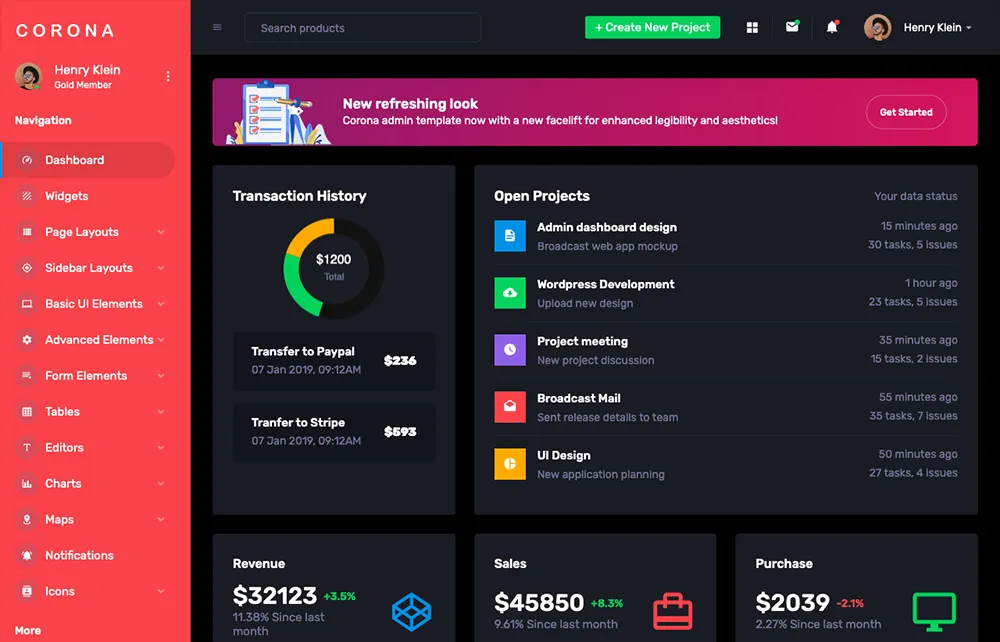 CORONA
Henry Klein
Gold Member
Navigation
Dashboard
Widgets
Page Layouts
Sidebar Layouts
Basic UI Elements
Advanced Elements
Form Elements
Tables
Editors
Charts
Maps
Notifications
Icons
More
Search products
+ Create New Project
Henry Klein
New refreshing look
Corona admin template now with a new facelift for enhanced legibility and aesthetics!
Get Started
Transaction History
$1200
Total
Transfer to Paypal
07 Jan 2019, 09:12AM
$236
Tranfer to Stripe
07 Jan 2019, 09:12AM
$593
Open Projects
Your data status
Admin dashboard design
15 minutes ago
Broadcast web app mockup
30 tasks, 5 issues
Wordpress Development
1 hour ago
Upload new design
23 tasks, 5 issues
Project meeting
35 minutes ago
New project discussion
15 tasks, 2 issues
Broadcast Mail
55 minutes ago
Sent release details to team
35 tasks, 7 issues
UI Design
50 minutes ago
New application planning
27 tasks, 4 issues
Revenue
$32123 +3.5%
11.38% Since last
month
Sales
$45850 +8.3%
9.61% Since last month
Purchase
$2039 -2.1%
2.27% Since last month